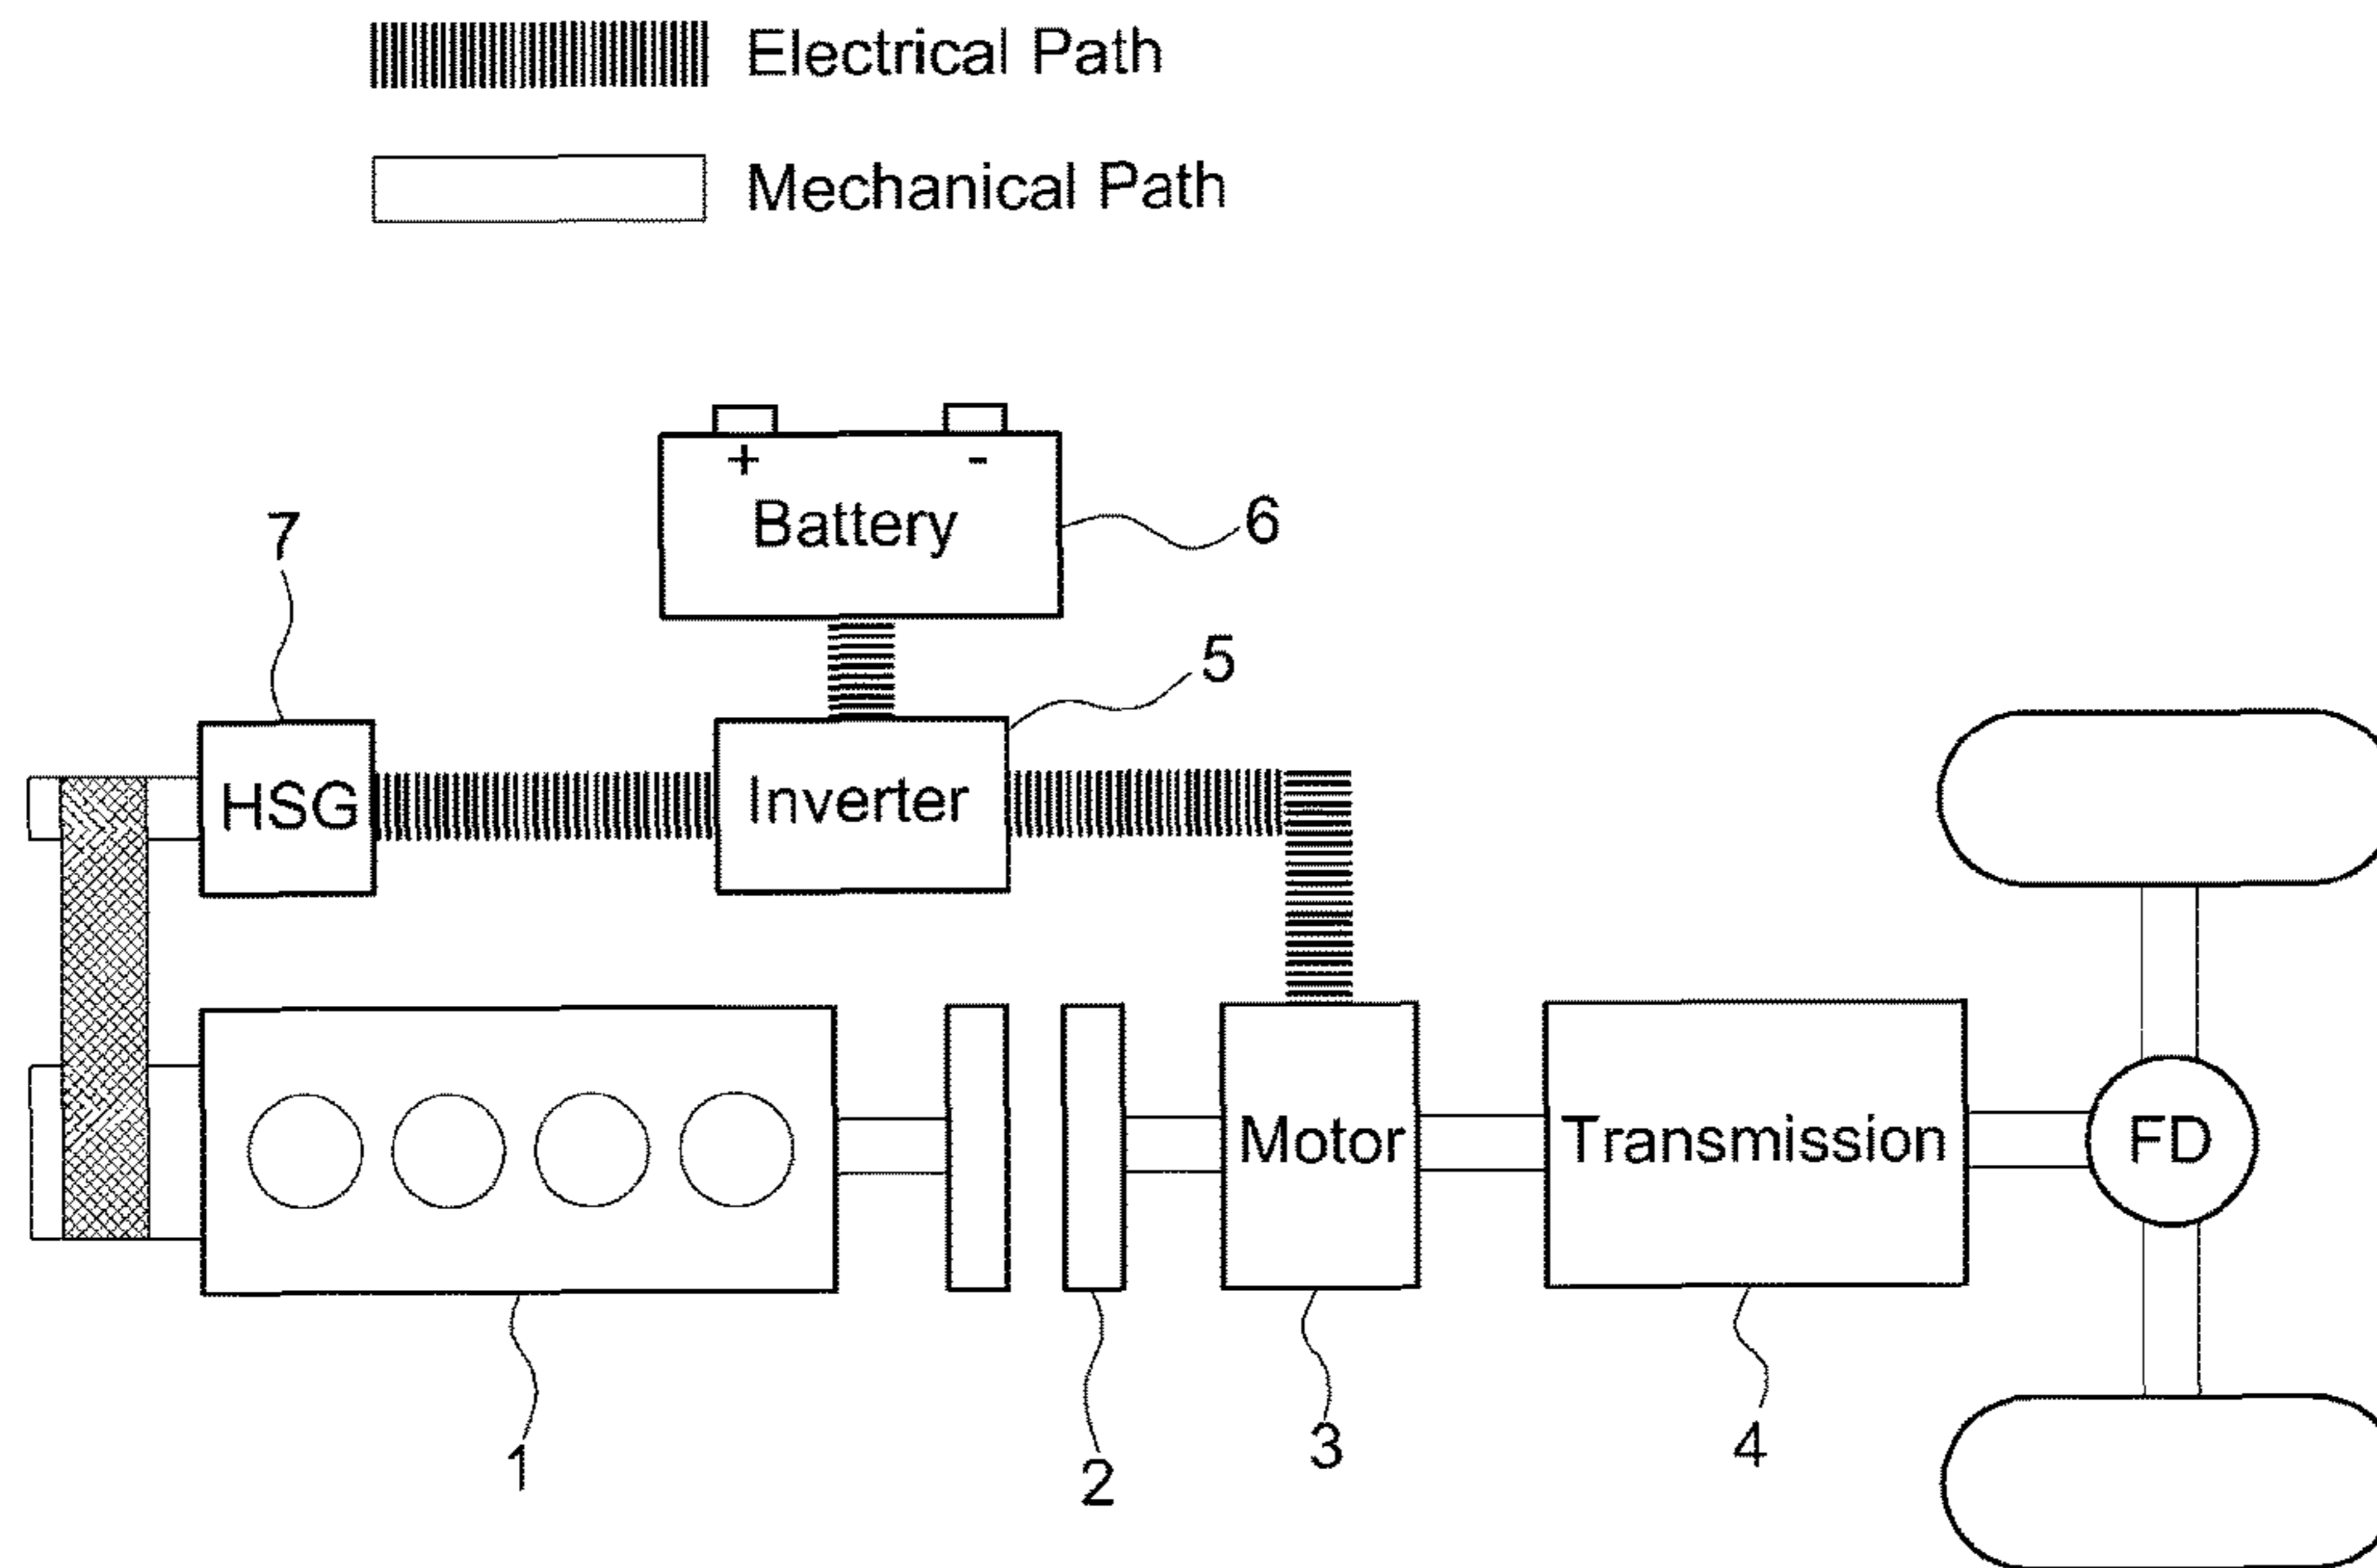 Electrical Path
Mechanical Path
+ -
Battery
6
7
5
HSG
Inverter
Motor
Transmission
FD
1
2
3
4